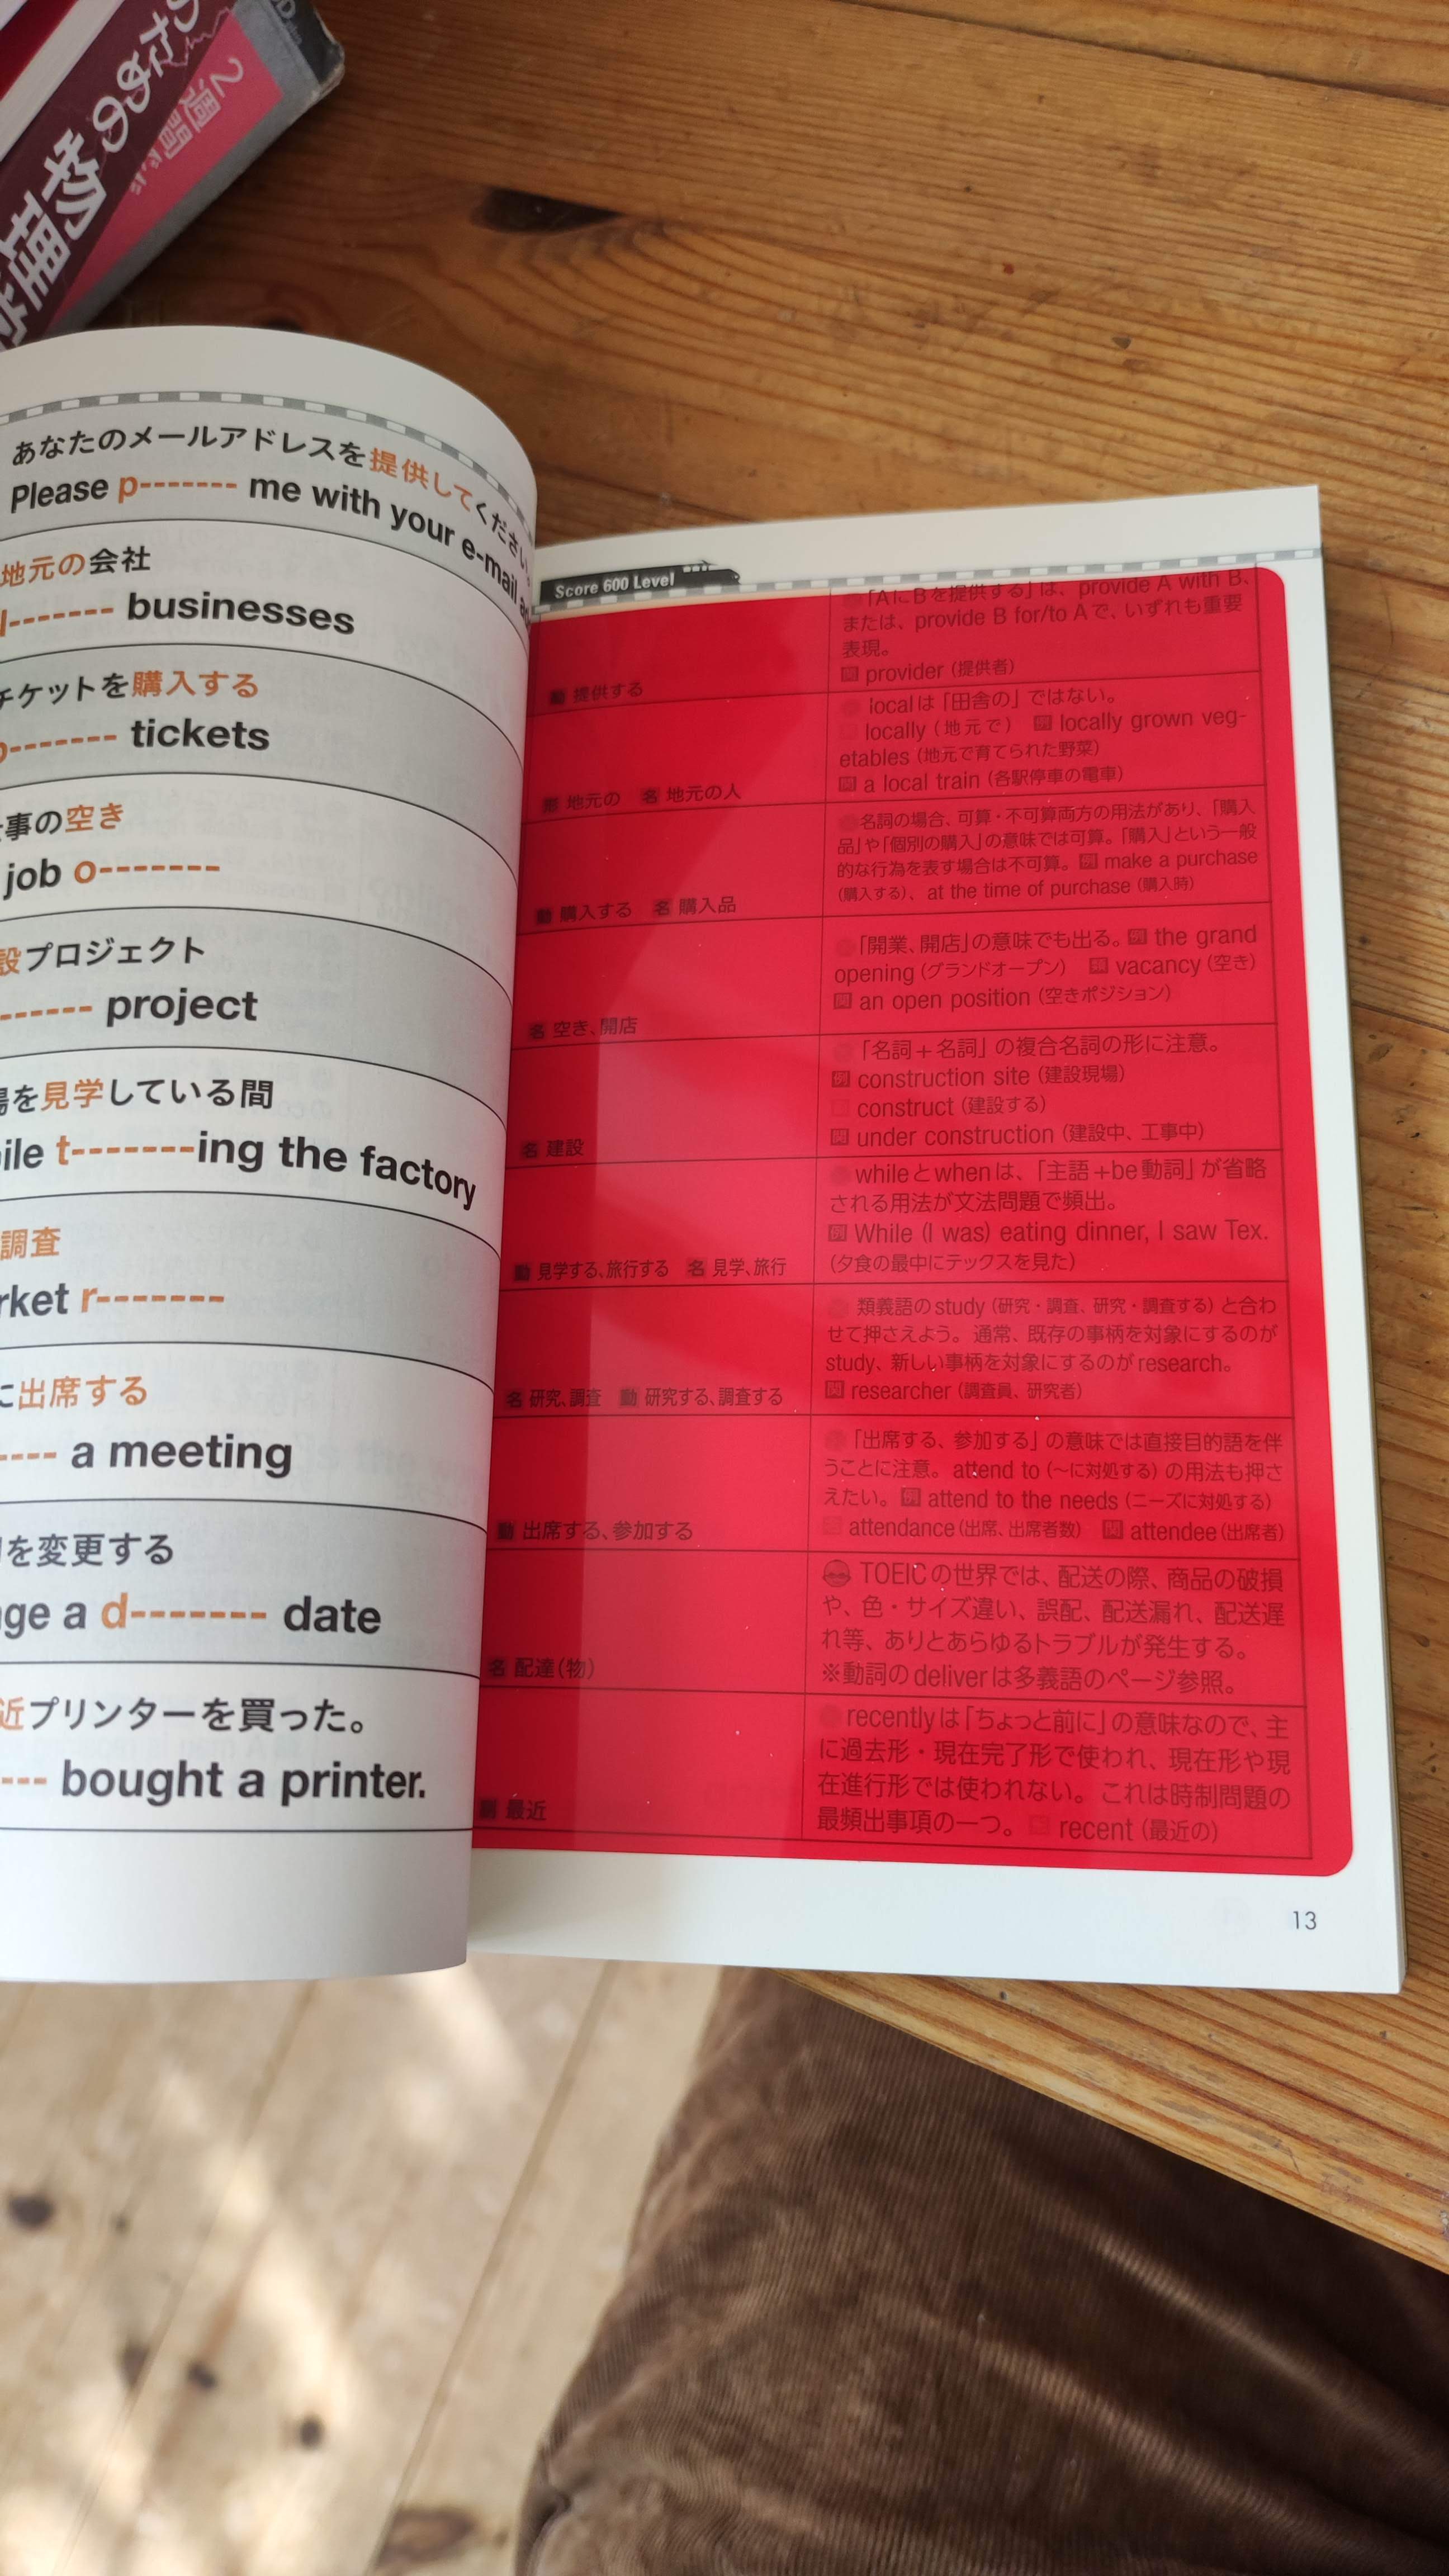 2週間で
ための物理学
あなたのメールアドレスを提供してください。
Please p------- me with your e-mail
地元の会社
l------- businesses
チケットを購入する
p------- tickets
事の空き
job o-------
設プロジェクト
------- project
場を見学している間
ile t-------ing the factory
調査
rket r-------
に出席する
---- a meeting
を変更する
ge a d------- date
近プリンターを買った。
--- bought a printer.
Score 600 Level
動 提供する
「AにBを提供する」は、provide A with B、
または、provide B for/to Aで、いずれも重要
表現。
関 provider (提供者)
形 地元の 名 地元の人
localは「田舎の」ではない。
locally (地元で) 例 locally grown veg-
etables (地元で育てられた野菜)
関 a local train (各駅停車の電車)
動 購入する 名 購入品
名詞の場合、可算・不可算両方の用法があり、「購入
品」や「個別の購入」の意味では可算。「購入」という一般
的な行為を表す場合は不可算。例 make a purchase
(購入する)、at the time of purchase (購入時)
名 空き、開店
「開業、開店」の意味でも出る。例 the grand
opening (グランドオープン) 類 vacancy (空き)
関 an open position (空きポジション)
名 建設
「名詞+名詞」の複合名詞の形に注意。
例 construction site (建設現場)
construct (建設する)
関 under construction (建設中、工事中)
動 見学する、旅行する 名 見学、旅行
whileとwhenは、「主語+be動詞」が省略
される用法が文法問題で頻出。
例 While (I was) eating dinner, I saw Tex.
(夕食の最中にテックスを見た)
名 研究、調査 動 研究する、調査する
類義語のstudy (研究・調査、研究・調査する) と合わ
せて押さえよう。通常、既存の事柄を対象にするのが
study、新しい事柄を対象にするのがresearch。
関 researcher (調査員、研究者)
動 出席する、参加する
「出席する、参加する」の意味では直接目的語を伴
うことに注意。attend to (〜に対処する) の用法も押さ
えたい。例 attend to the needs (ニーズに対処する)
attendance (出席、出席者数) 関 attendee (出席者)
名 配達(物)
TOEICの世界では、配送の際、商品の破損
や、色・サイズ違い、誤配、配送漏れ、配送遅
れ等、ありとあらゆるトラブルが発生する。
※動詞のdeliverは多義語のページ参照。
副 最近
recentlyは「ちょっと前に」の意味なので、主
に過去形・現在完了形で使われ、現在形や現
在進行形では使われない。これは時制問題の
最頻出事項の一つ。 recent (最近の)
13